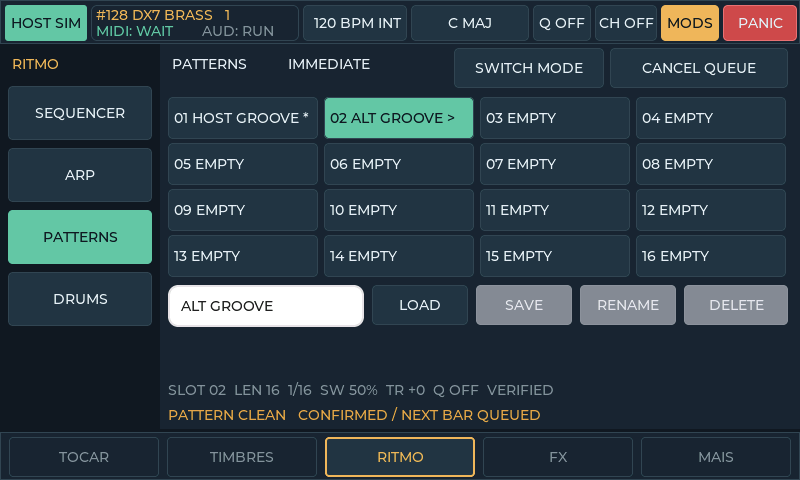 HOST SIM
#128 DX7 BRASS 1
MIDI: WAIT AUD: RUN
120 BPM INT
C MAJ
Q OFF
CH OFF
MODS
PANIC
RITMO
SEQUENCER
ARP
PATTERNS
DRUMS
PATTERNS IMMEDIATE
SWITCH MODE
CANCEL QUEUE
01 HOST GROOVE *
02 ALT GROOVE >
03 EMPTY
04 EMPTY
05 EMPTY
06 EMPTY
07 EMPTY
08 EMPTY
09 EMPTY
10 EMPTY
11 EMPTY
12 EMPTY
13 EMPTY
14 EMPTY
15 EMPTY
16 EMPTY
ALT GROOVE
LOAD
SAVE
RENAME
DELETE
SLOT 02 LEN 16 1/16 SW 50% TR +0 Q OFF VERIFIED
PATTERN CLEAN CONFIRMED / NEXT BAR QUEUED
TOCAR
TIMBRES
RITMO
FX
MAIS